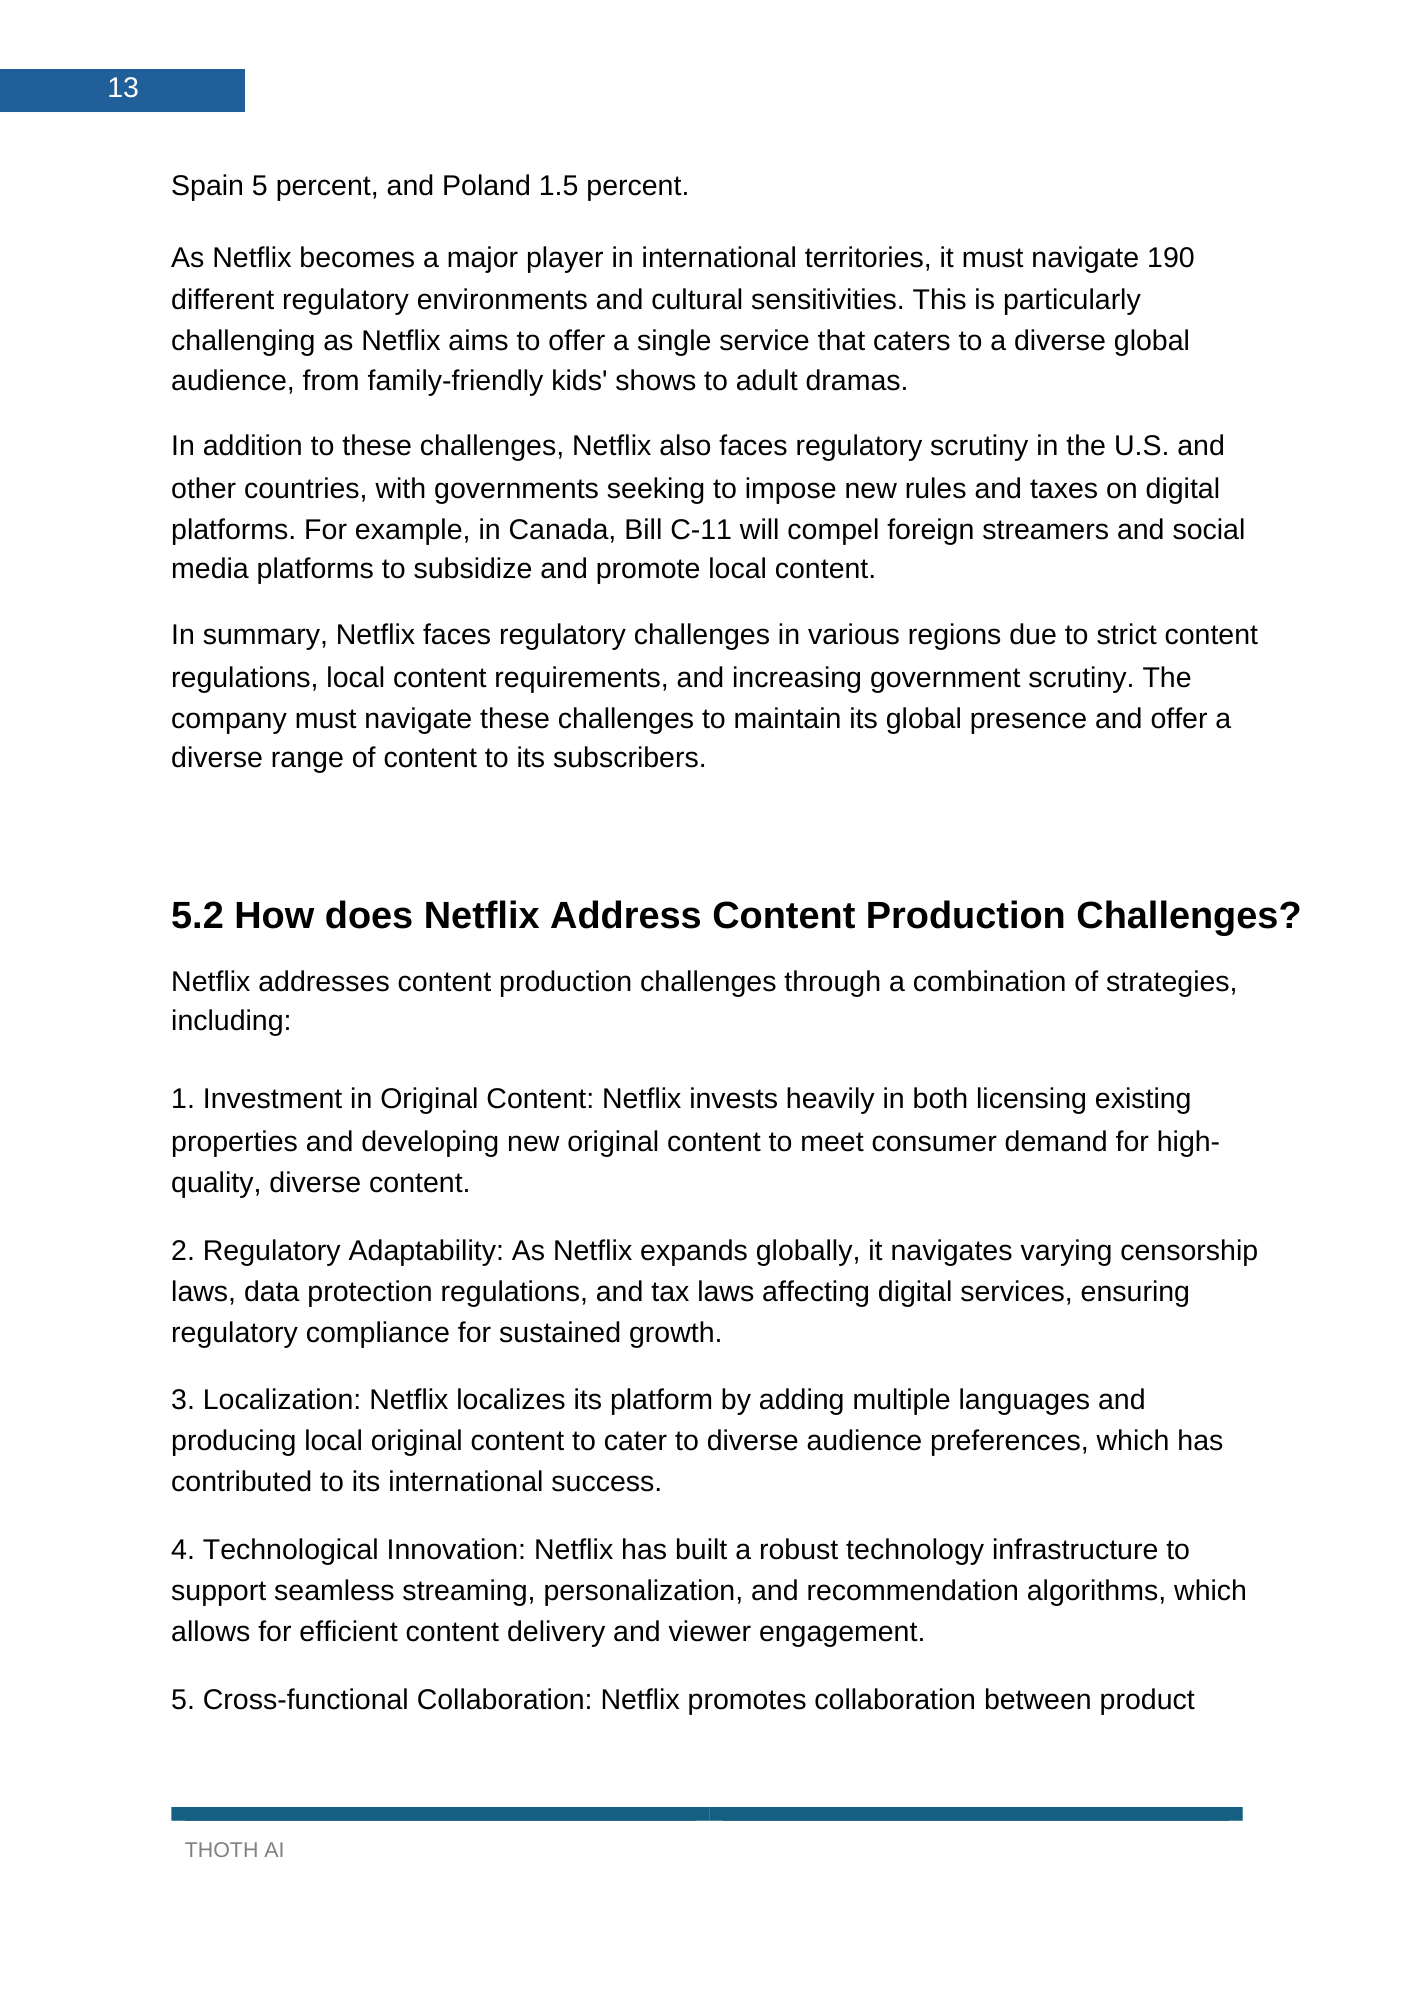 13
Spain 5 percent, and Poland 1.5 percent.
As Netflix becomes a major player in international territories, it must navigate 190
different regulatory environments and cultural sensitivities. This is particularly
challenging as Netflix aims to offer a single service that caters to a diverse global
audience, from family-friendly kids' shows to adult dramas.
In addition to these challenges, Netflix also faces regulatory scrutiny in the U.S. and
other countries, with governments seeking to impose new rules and taxes on digital
platforms. For example, in Canada, Bill C-11 will compel foreign streamers and social
media platforms to subsidize and promote local content.
In summary, Netflix faces regulatory challenges in various regions due to strict content
regulations, local content requirements, and increasing government scrutiny. The
company must navigate these challenges to maintain its global presence and offer a
diverse range of content to its subscribers.
5.2 How does Netflix Address Content Production Challenges?
Netflix addresses content production challenges through a combination of strategies,
including:
1. Investment in Original Content: Netflix invests heavily in both licensing existing
properties and developing new original content to meet consumer demand for high-
quality, diverse content.
2. Regulatory Adaptability: As Netflix expands globally, it navigates varying censorship
laws, data protection regulations, and tax laws affecting digital services, ensuring
regulatory compliance for sustained growth.
3. Localization: Netflix localizes its platform by adding multiple languages and
producing local original content to cater to diverse audience preferences, which has
contributed to its international success.
4. Technological Innovation: Netflix has built a robust technology infrastructure to
support seamless streaming, personalization, and recommendation algorithms, which
allows for efficient content delivery and viewer engagement.
5. Cross-functional Collaboration: Netflix promotes collaboration between product
THOTH AI